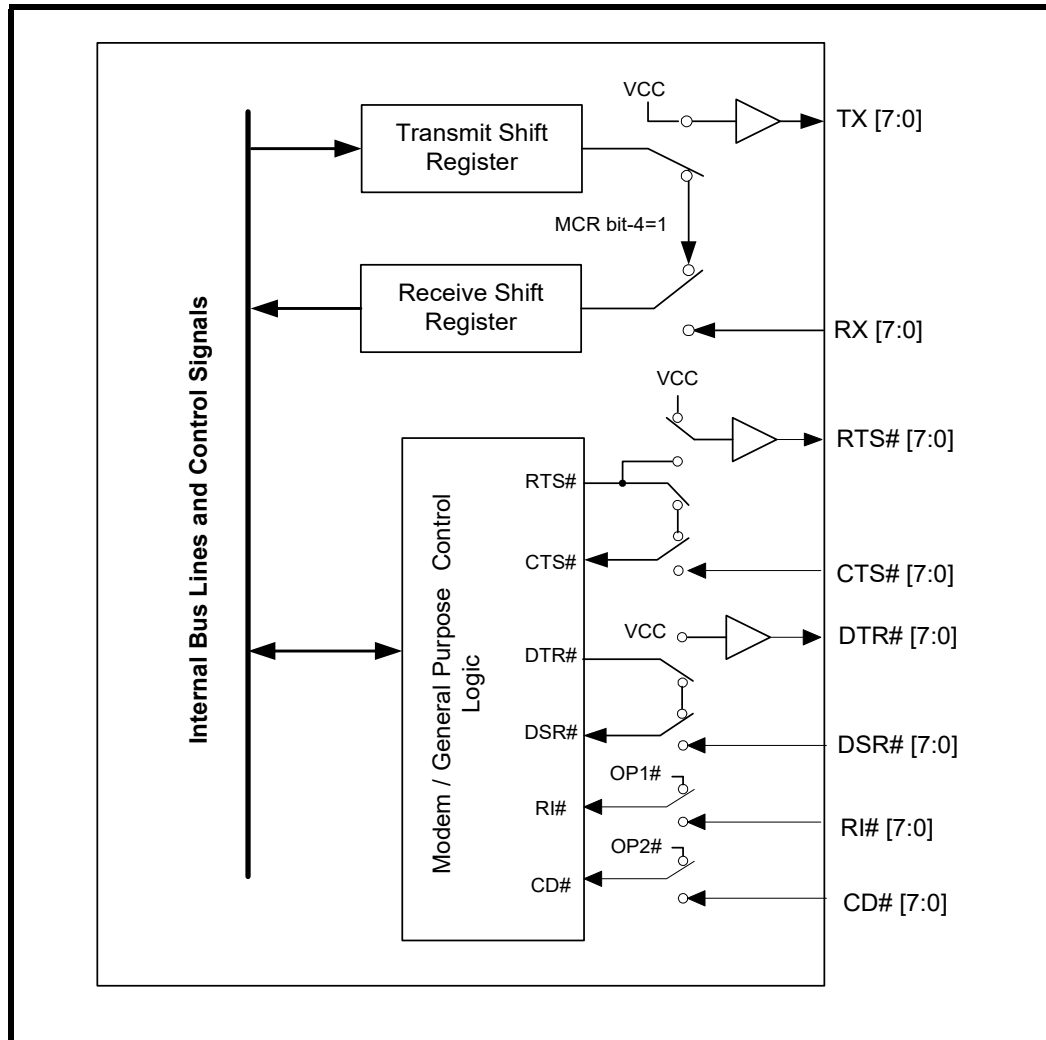 VCC
TX [7:0]
Transmit Shift
Register
MCR bit-4=1
Receive Shift
Register
RX [7:0]
Internal Bus Lines and Control Signals
VCC
RTS# [7:0]
RTS#
CTS#
CTS# [7:0]
Modem / General Purpose Control
Logic
VCC
DTR# [7:0]
DTR#
DSR#
DSR# [7:0]
OP1#
RI#
RI# [7:0]
OP2#
CD#
CD# [7:0]